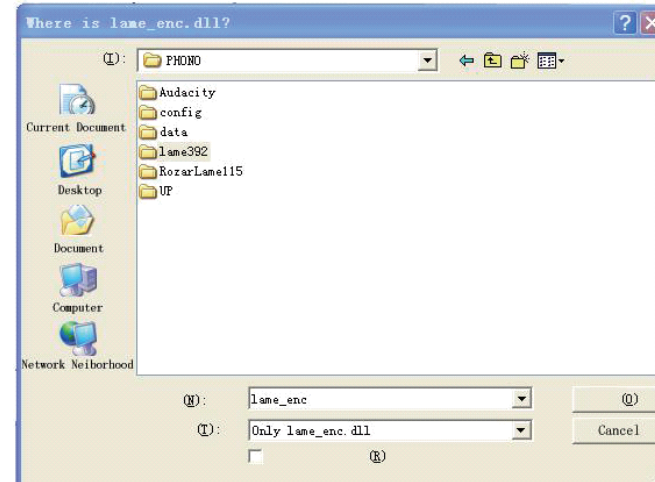 Where is lame_enc.dll?
(I): PHONO
Audacity
config
data
lame392
RozarLame115
UP
Current Document
Desktop
Document
Computer
Network Neiborhood
(N): lame_enc (O)
(T): Only lame_enc.dll Cancel
(R)